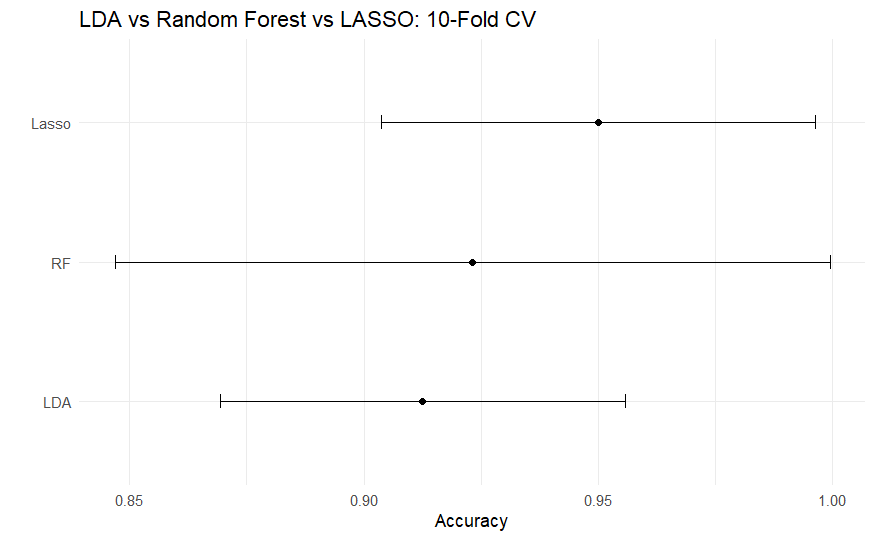 LDA vs Random Forest vs LASSO: 10-Fold CV
Lasso
RF
LDA
0.85 0.90 0.95 1.00
Accuracy